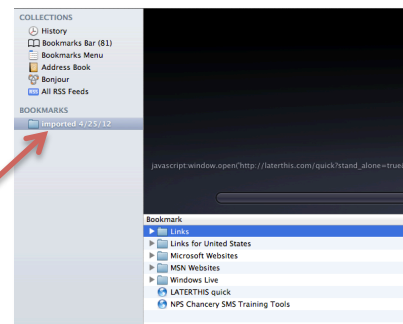 COLLECTIONS
History
Bookmarks Bar (81)
Bookmarks Menu
Address Book
Bonjour
All RSS Feeds
BOOKMARKS
imported 4/23/12
javascript:window.open('http://laterthis.com/quick?stand_alone=true
Bookmark
Links
Links for United States
Microsoft Websites
MSN Websites
Windows Live
LATERTHIS quick
NPS Chancery SMS Training Tools